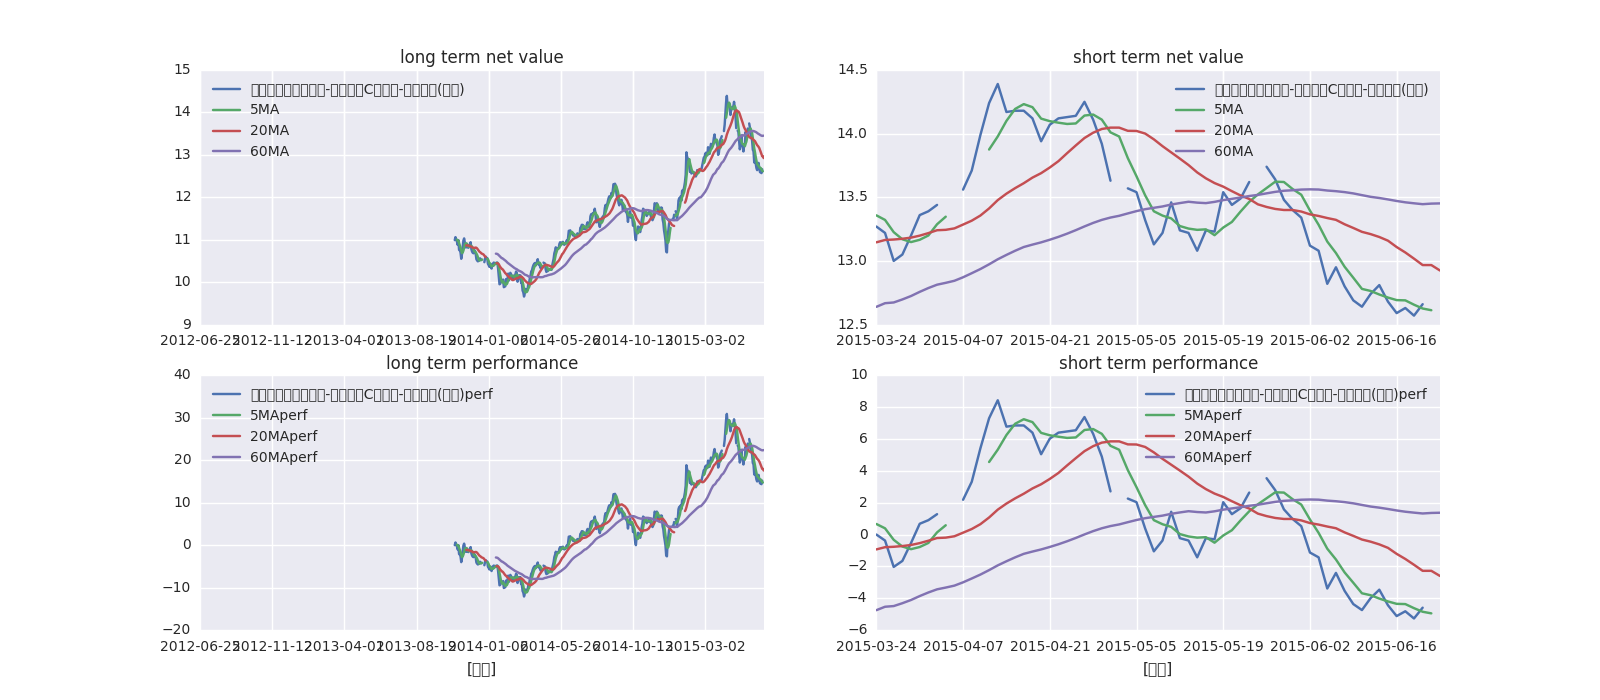 long term net value
15
14
13
12
11
10
9
5MA
20MA
60MA
2012-06-25 2012-11-12 2013-04-01 2013-08-19 2014-01-06 2014-05-26 2014-10-13 2015-03-02
short term net value
14.5
14.0
13.5
13.0
12.5
5MA
20MA
60MA
2015-03-24 2015-04-07 2015-04-21 2015-05-05 2015-05-19 2015-06-02 2015-06-16
long term performance
40
30
20
10
0
−10
−20
5MAperf
20MAperf
60MAperf
2012-06-25 2012-11-12 2013-04-01 2013-08-19 2014-01-06 2014-05-26 2014-10-13 2015-03-02
short term performance
10
8
6
4
2
0
−2
−4
−6
5MAperf
20MAperf
60MAperf
2015-03-24 2015-04-07 2015-04-21 2015-05-05 2015-05-19 2015-06-02 2015-06-16